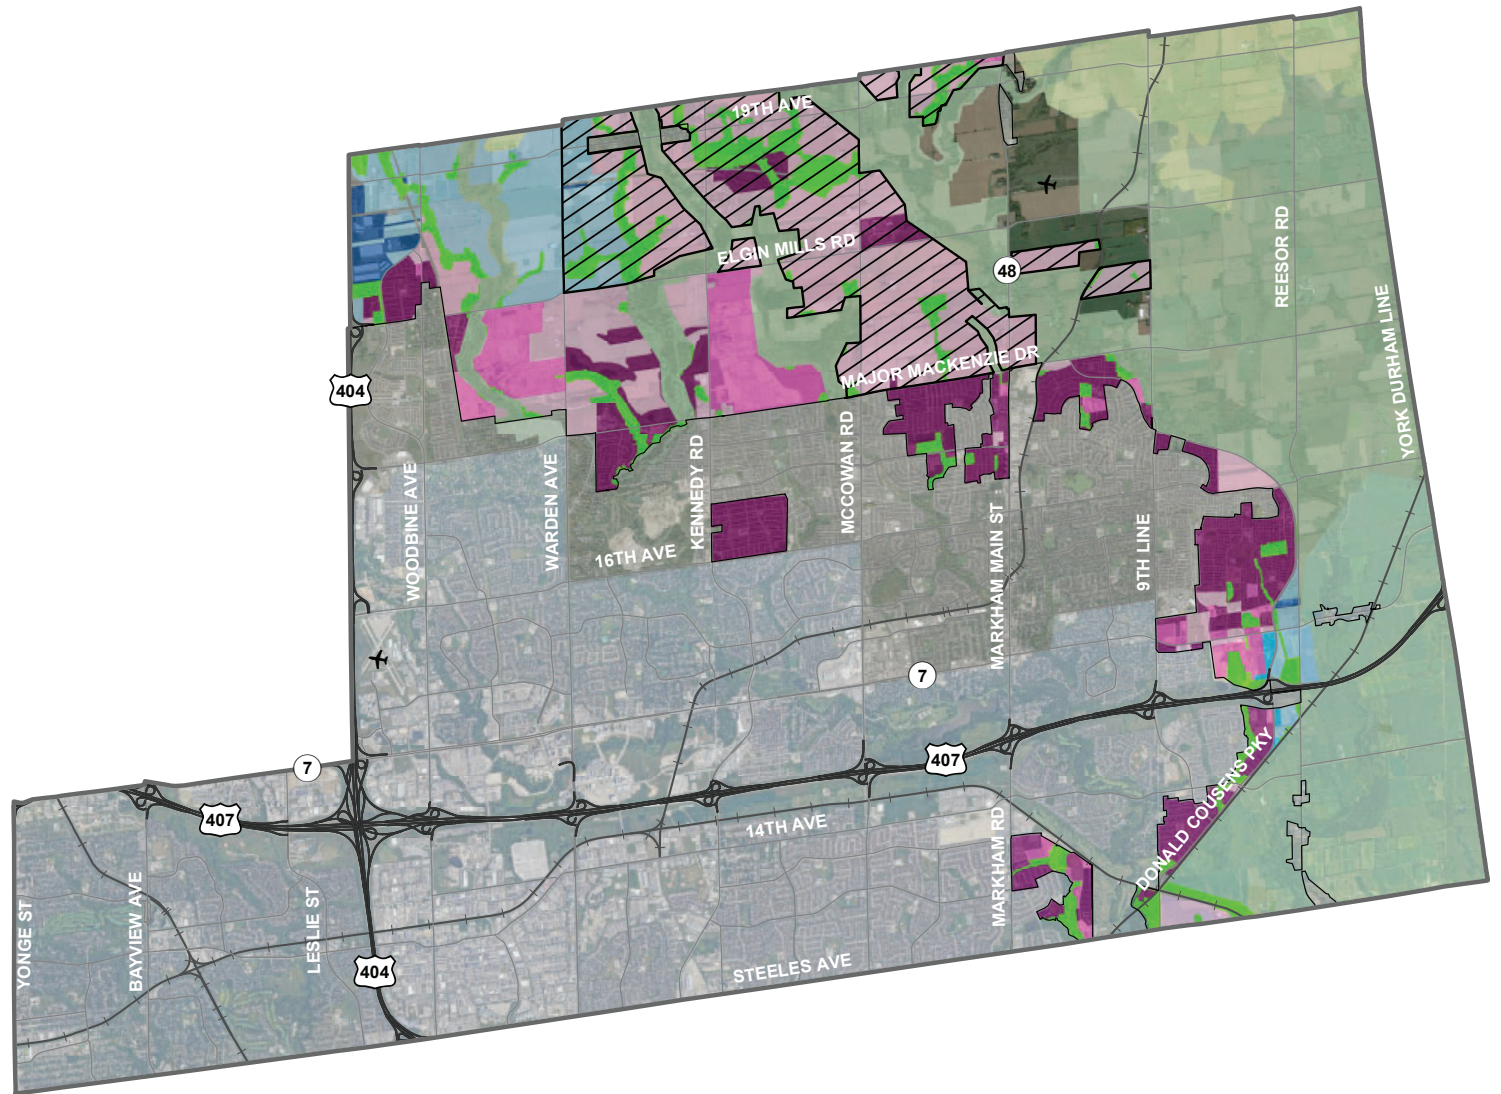 19TH AVE
ELGIN MILLS RD
48
REESOR RD
YORK DURHAM LINE
MAJOR MACKENZIE DR
404
WOODBINE AVE
WARDEN AVE
KENNEDY RD
MCCOWAN RD
MARKHAM MAIN ST
9TH LINE
16TH AVE
7
407
7
407
14TH AVE
DONALD COUSENS PKY
MARKHAM RD
YONGE ST
BAYVIEW AVE
LESLIE ST
404
STEELES AVE